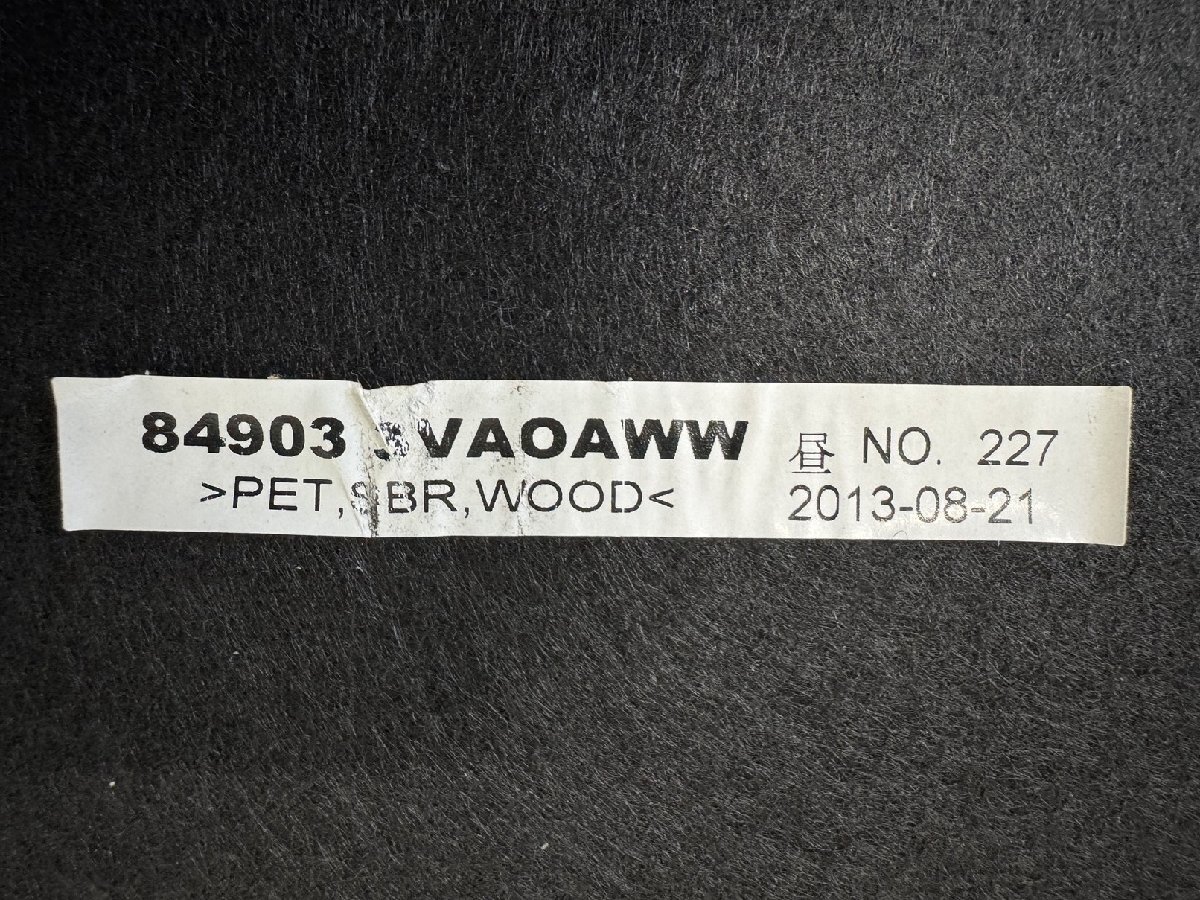 84903 VAOAWW 昼 NO. 227
>PET,SBR,WOOD< 2013-08-21